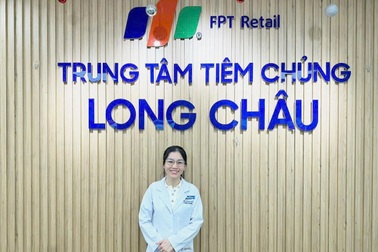 FPT Retail
TRUNG TÂM TIÊM CHỦNG
LONG CHÂU